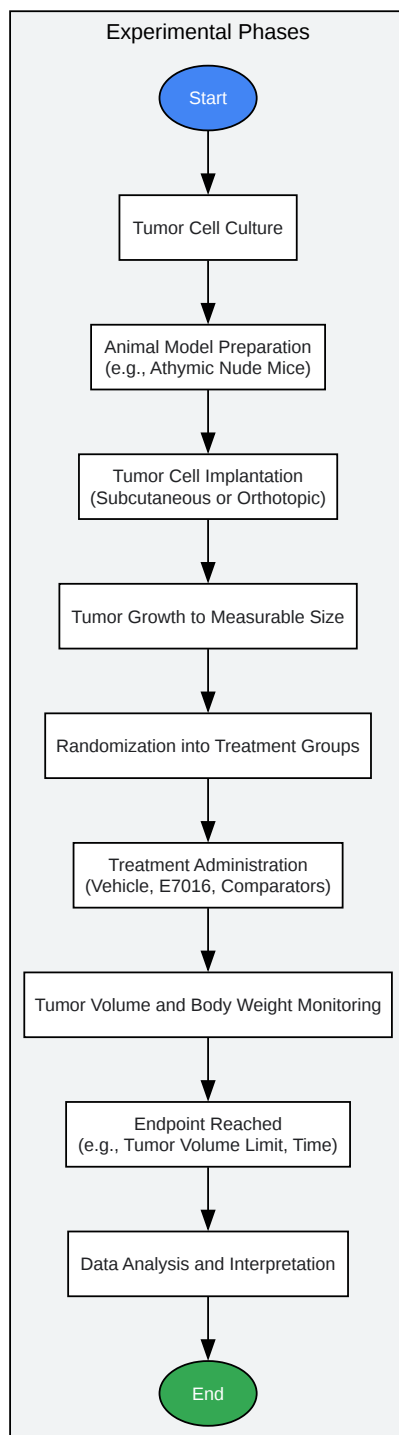 Experimental Phases
Start
Tumor Cell Culture
Animal Model Preparation
(e.g., Athymic Nude Mice)
Tumor Cell Implantation
(Subcutaneous or Orthotopic)
Tumor Growth to Measurable Size
Randomization into Treatment Groups
Treatment Administration
(Vehicle, E7016, Comparators)
Tumor Volume and Body Weight Monitoring
Endpoint Reached
(e.g., Tumor Volume Limit, Time)
Data Analysis and Interpretation
End